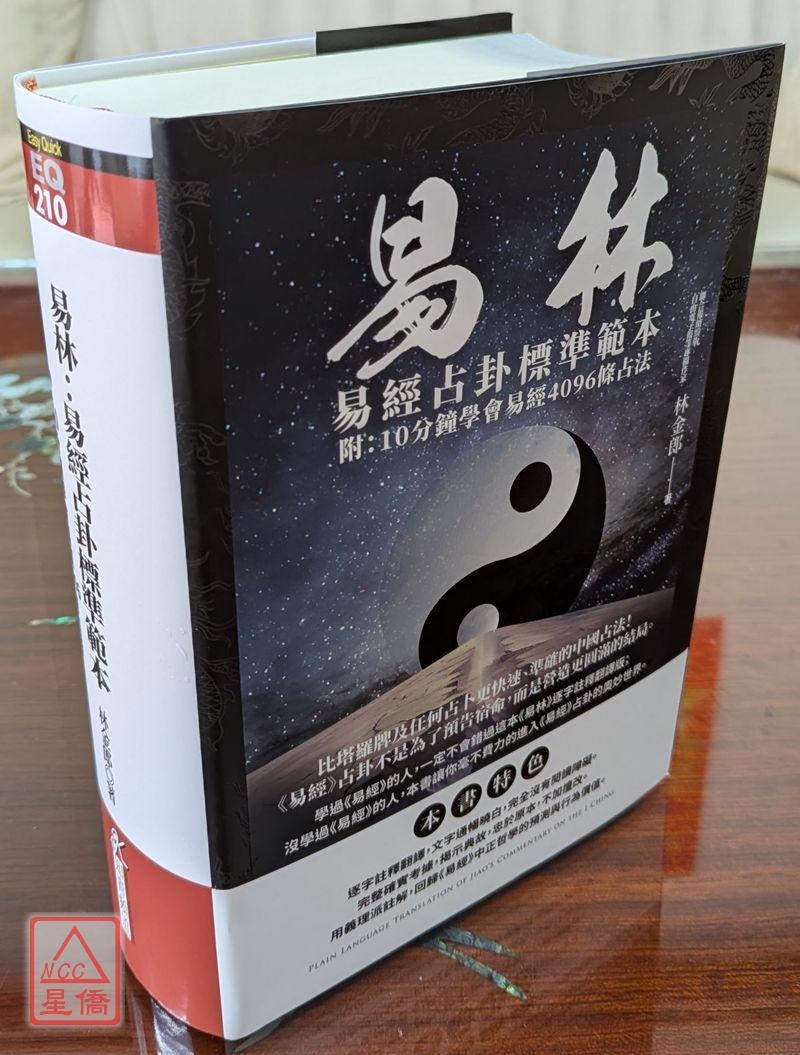 Easy Quick
EQ
210
易林：易經占卦標準範本
林金郎◎著
易林
易經占卦標準範本
附：10分鐘學會易經4096條占法
林金郎——著
比塔羅牌及任何占卜更快速、準確的中國占法！
《易經》占卦不是為了預告宿命，而是營造更圓滿的結局。
學過《易經》的人，一定不會錯過這本《易林》逐字註釋翻譯版；
沒學過《易經》的人，本書讓你毫不費力的進入《易經》占卦的奧妙世界。
本書特色
逐字註釋翻譯，文字通暢曉白，完全沒有閱讀障礙。
完整確實考據，揭示典故，忠於原本，不加擅改。
用義理派註解，回歸《易經》中正哲學的預測與行為價值。
PLAIN LANGUAGE TRANSLATION OF JIAO'S COMMENTARY ON THE I CHING
NCC
星僑